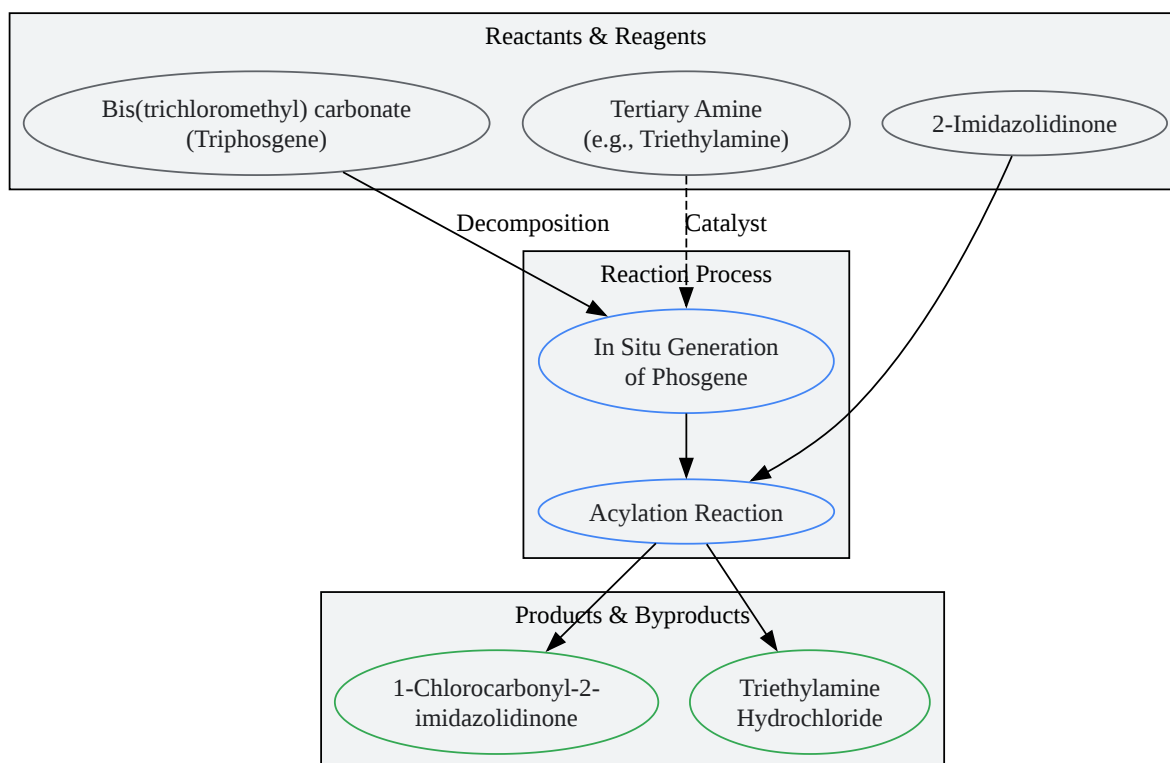 Reactants & Reagents
Bis(trichloromethyl) carbonate
(Triphosgene)
Tertiary Amine
(e.g., Triethylamine)
2-Imidazolidinone
Decomposition
Catalyst
Reaction Process
In Situ Generation
of Phosgene
Acylation Reaction
Products & Byproducts
1-Chlorocarbonyl-2-
imidazolidinone
Triethylamine
Hydrochloride